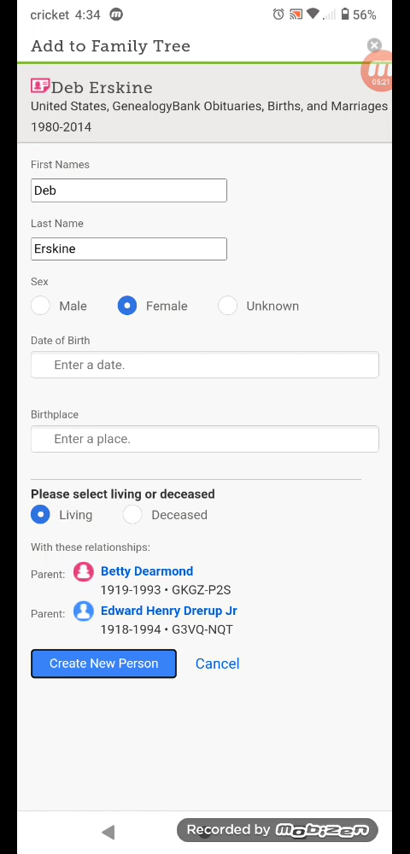 cricket 4:34 56%
Add to Family Tree
05:21
Deb Erskine
United States, GenealogyBank Obituaries, Births, and Marriages
1980-2014
First Names
Deb
Last Name
Erskine
Sex
Male Female Unknown
Date of Birth
Enter a date.
Birthplace
Enter a place.
Please select living or deceased
Living Deceased
With these relationships:
Parent: Betty Dearmond
1919-1993 • GKGZ-P2S
Parent: Edward Henry Drerup Jr
1918-1994 • G3VQ-NQT
Create New Person Cancel
Recorded by mobizen